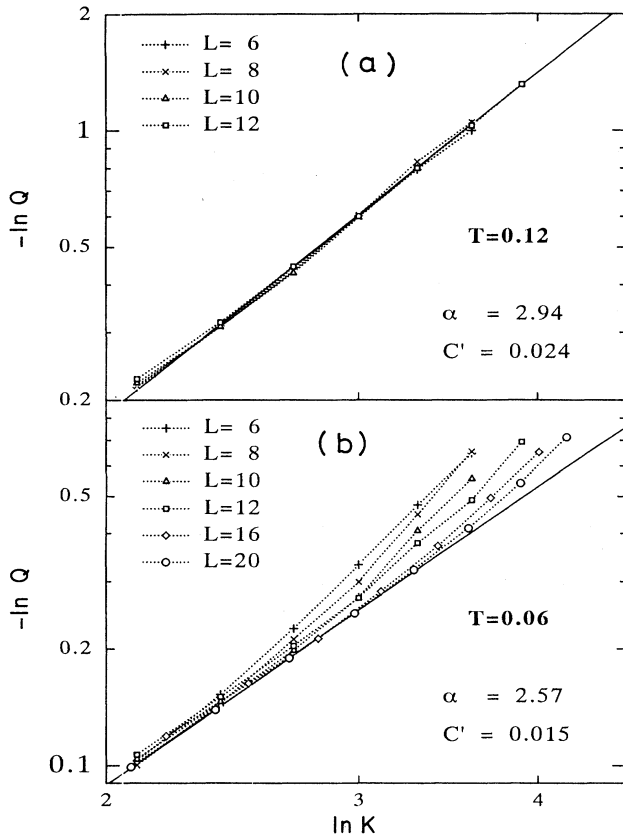 2
L= 6
L= 8
L=10
L=12
(a)
1
-ln Q
0.5
T=0.12
α = 2.94
C' = 0.024
0.2
L= 6
L= 8
L=10
L=12
L=16
L=20
(b)
0.5
-ln Q
0.2
T=0.06
α = 2.57
C' = 0.015
0.1
2 3 4
ln K